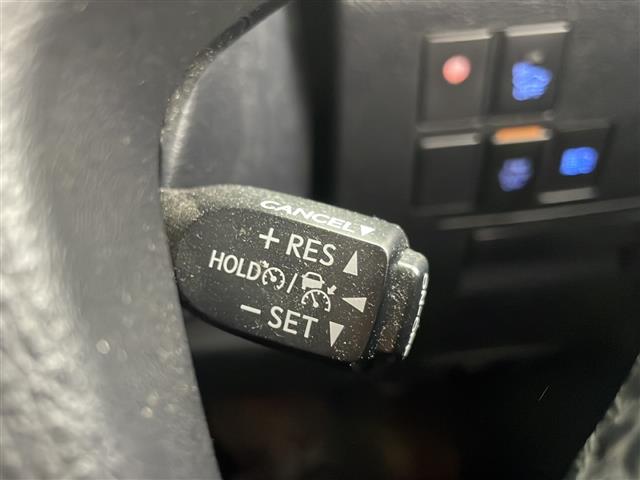 CANCEL
+ RES
HOLD /
− SET